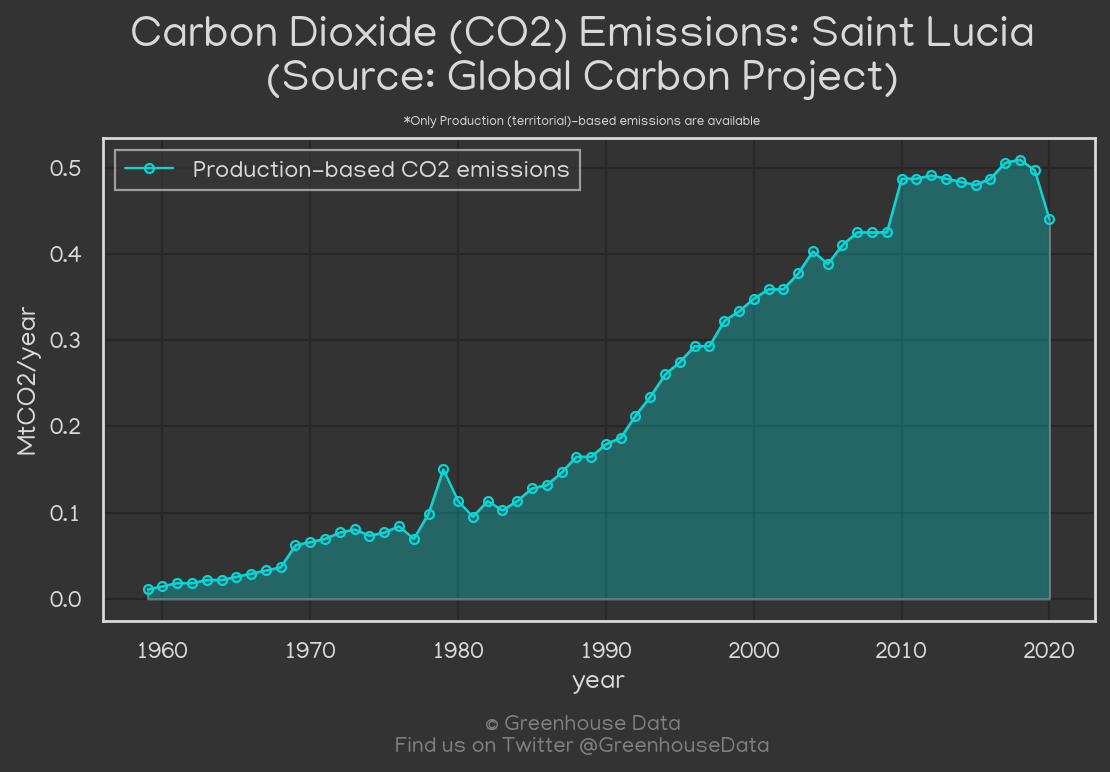 Carbon Dioxide (CO2) Emissions: Saint Lucia
(Source: Global Carbon Project)
*Only Production (territorial)-based emissions are available
Production-based CO2 emissions
0.5
0.4
0.3
0.2
0.1
0.0
MtCO2/year
1960 1970 1980 1990 2000 2010 2020
year
© Greenhouse Data
Find us on Twitter @GreenhouseData